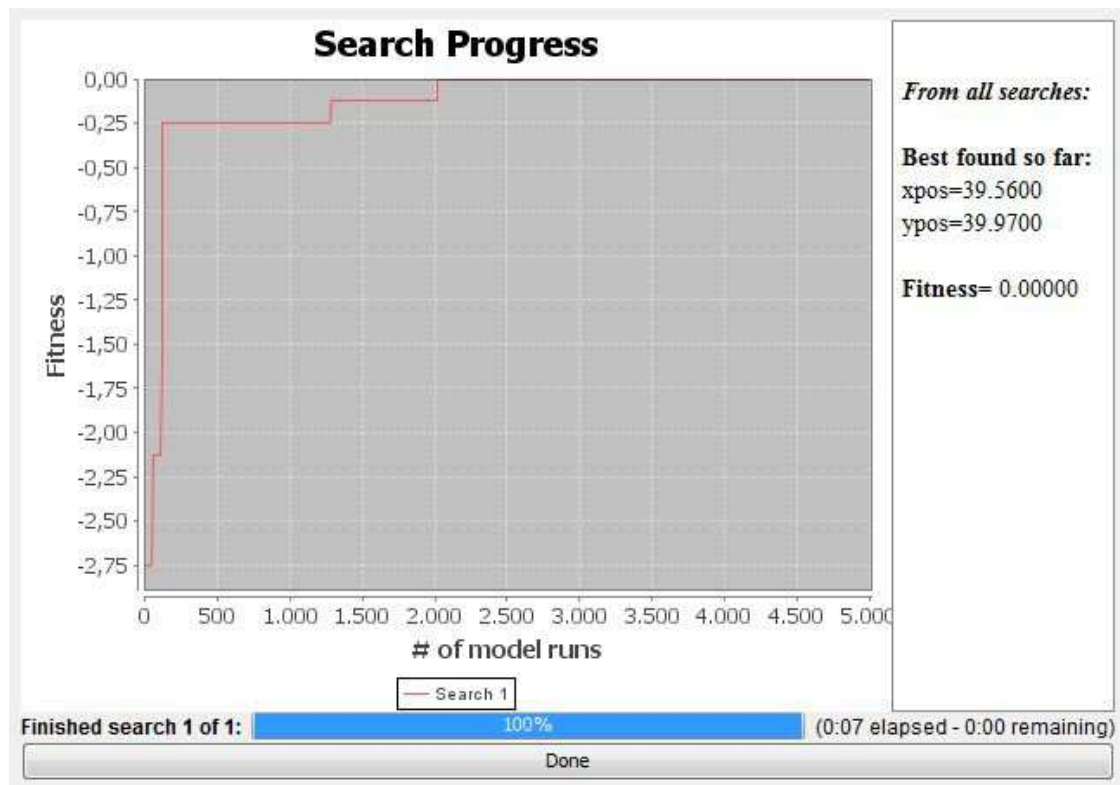 Search Progress
0,00
-0,25
-0,50
-0,75
-1,00
-1,25
-1,50
-1,75
-2,00
-2,25
-2,50
-2,75
Fitness
0 500 1.000 1.500 2.000 2.500 3.000 3.500 4.000 4.500 5.000
# of model runs
Search 1
From all searches:
Best found so far:
xpos=39.5600
ypos=39.9700
Fitness= 0.00000
Finished search 1 of 1: 100% (0:07 elapsed - 0:00 remaining)
Done